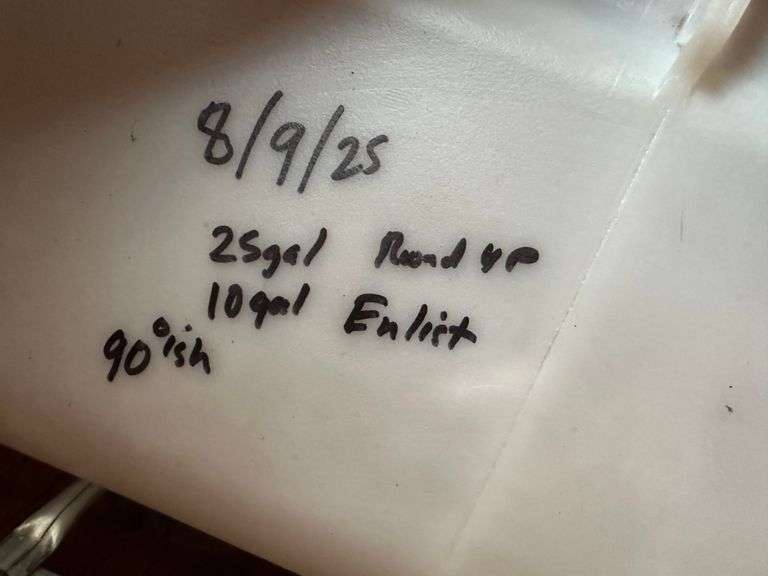 8/9/25
25gal Round up
10gal Enlist
90°ish